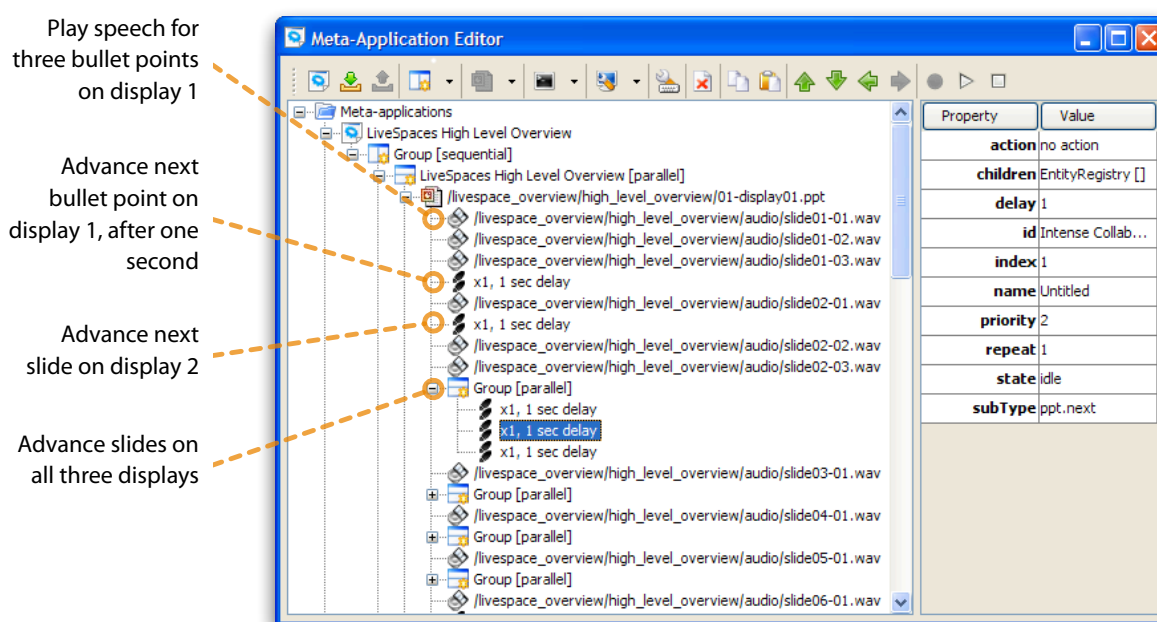 Play speech for
three bullet points
on display 1
Advance next
bullet point on
display 1, after one
second
Advance next
slide on display 2
Advance slides on
all three displays
Meta-Application Editor
Meta-applications
LiveSpaces High Level Overview
Group [sequential]
LiveSpaces High Level Overview [parallel]
/livespace_overview/high_level_overview/01-display01.ppt
/livespace_overview/high_level_overview/audio/slide01-01.wav
/livespace_overview/high_level_overview/audio/slide01-02.wav
/livespace_overview/high_level_overview/audio/slide01-03.wav
x1, 1 sec delay
/livespace_overview/high_level_overview/audio/slide02-01.wav
x1, 1 sec delay
/livespace_overview/high_level_overview/audio/slide02-02.wav
/livespace_overview/high_level_overview/audio/slide02-03.wav
Group [parallel]
x1, 1 sec delay
x1, 1 sec delay
x1, 1 sec delay
/livespace_overview/high_level_overview/audio/slide03-01.wav
Group [parallel]
/livespace_overview/high_level_overview/audio/slide04-01.wav
Group [parallel]
/livespace_overview/high_level_overview/audio/slide05-01.wav
Group [parallel]
/livespace_overview/high_level_overview/audio/slide06-01.wav
Property Value
action no action
children EntityRegistry []
delay 1
id Intense Collab...
index 1
name Untitled
priority 2
repeat 1
state idle
subType ppt.next